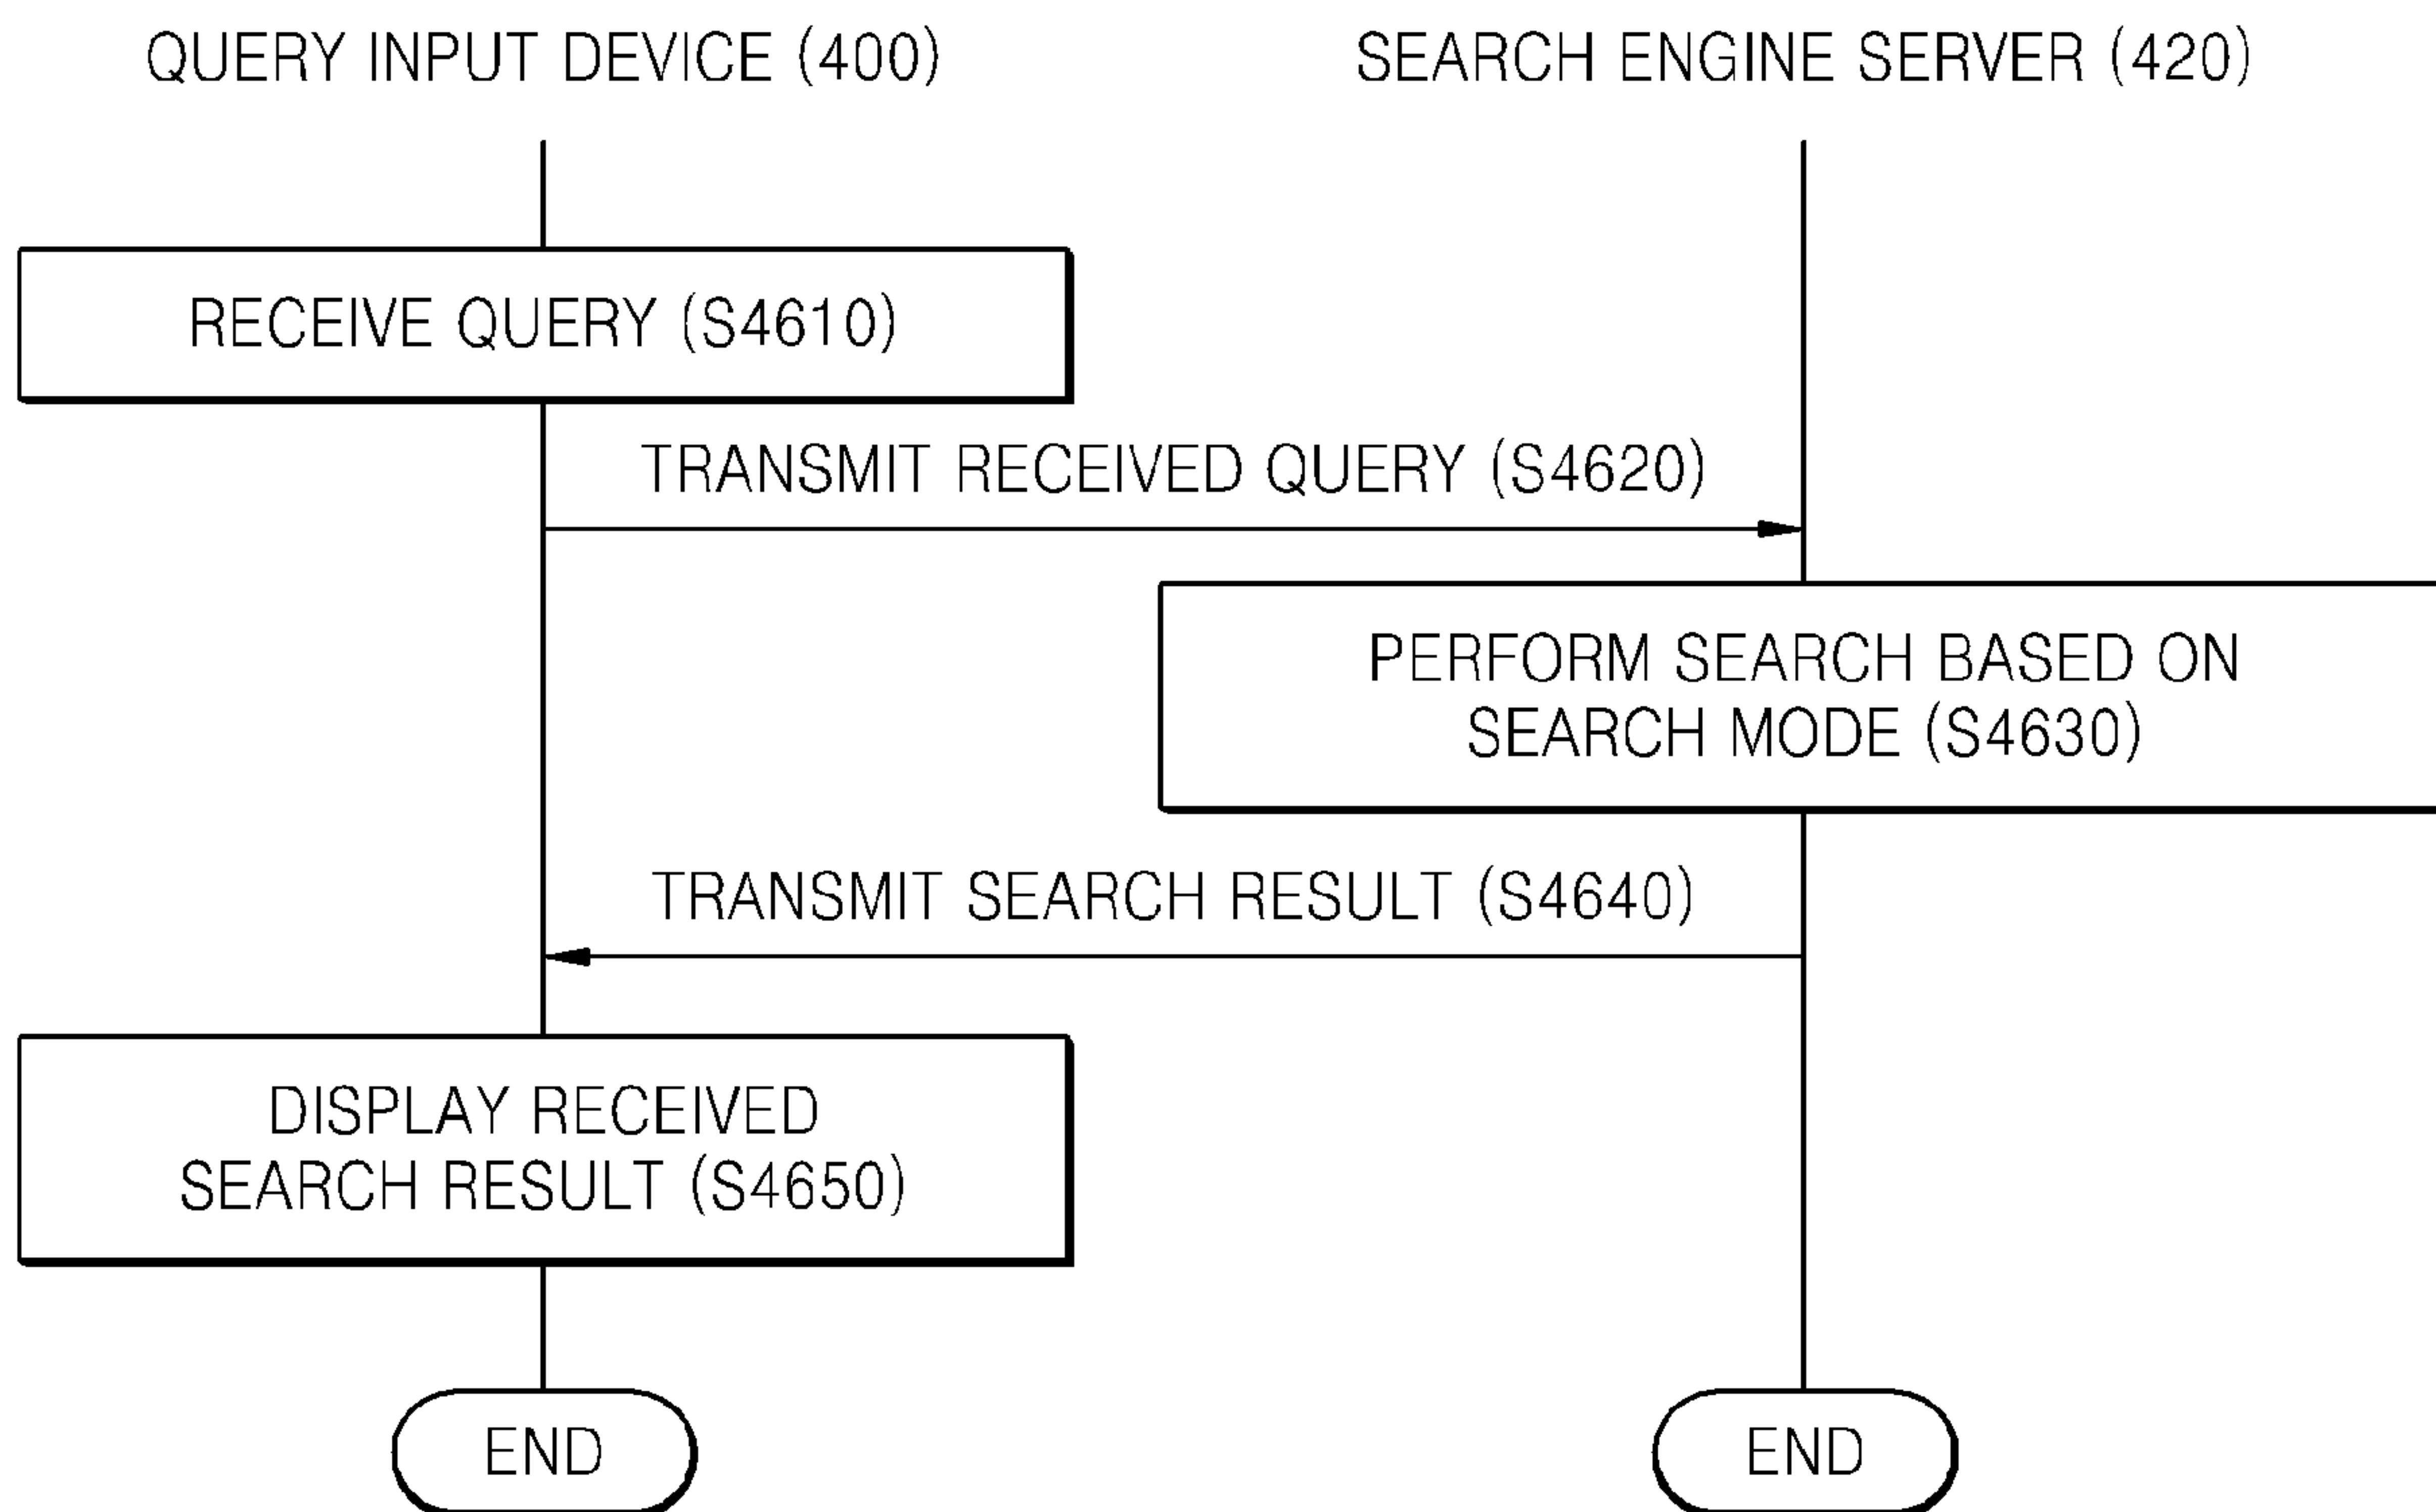 QUERY INPUT DEVICE (400)
SEARCH ENGINE SERVER (420)
RECEIVE QUERY (S4610)
TRANSMIT RECEIVED QUERY (S4620)
PERFORM SEARCH BASED ON
SEARCH MODE (S4630)
TRANSMIT SEARCH RESULT (S4640)
DISPLAY RECEIVED
SEARCH RESULT (S4650)
END
END